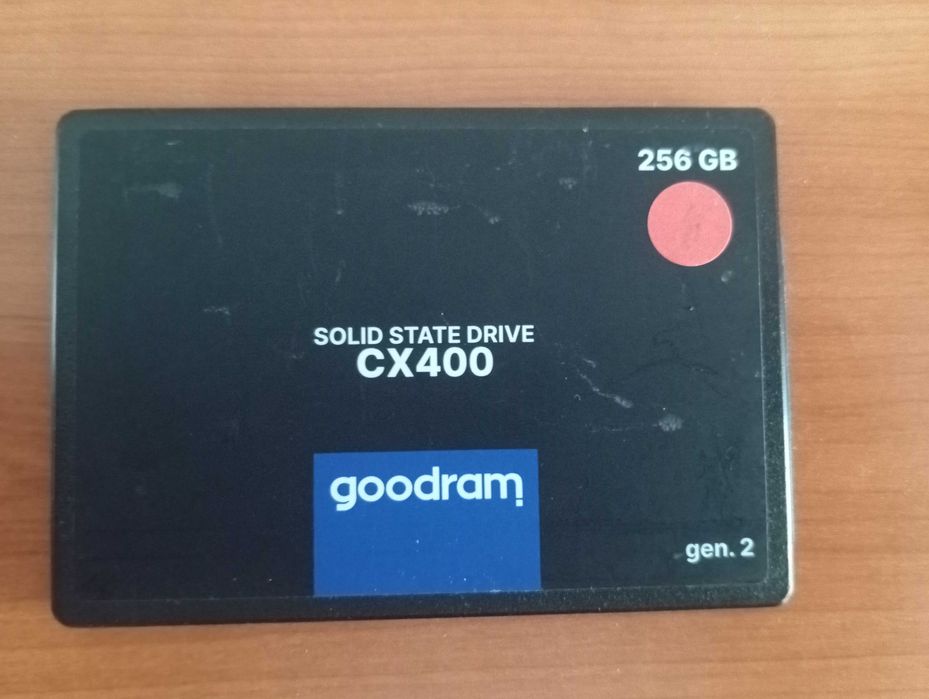 256 GB
SOLID STATE DRIVE
CX400
goodram
gen. 2